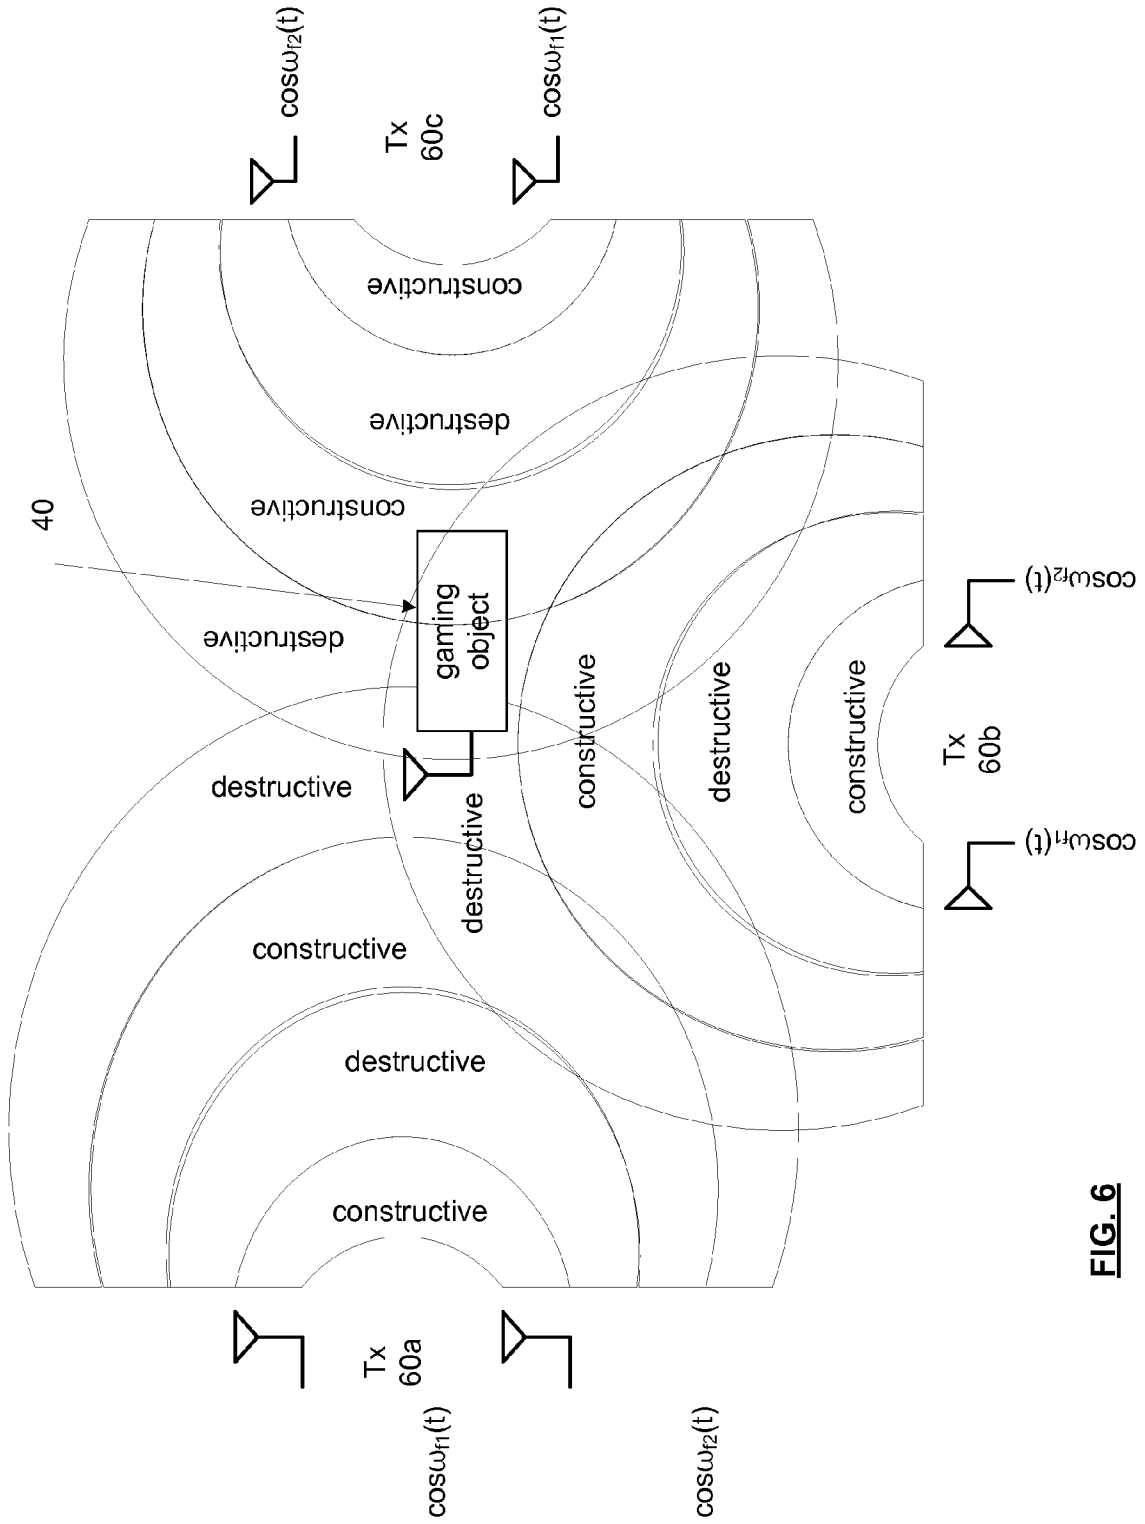 cosω_f2(t)
cosω_f1(t)
Tx
60c
constructive
destructive
constructive
destructive
40
gaming
object
destructive
constructive
destructive
constructive
destructive
constructive
destructive
constructive
Tx
60a
cosω_f1(t)
cosω_f2(t)
Tx
60b
cosω_f2(t)
cosω_f1(t)
FIG. 6